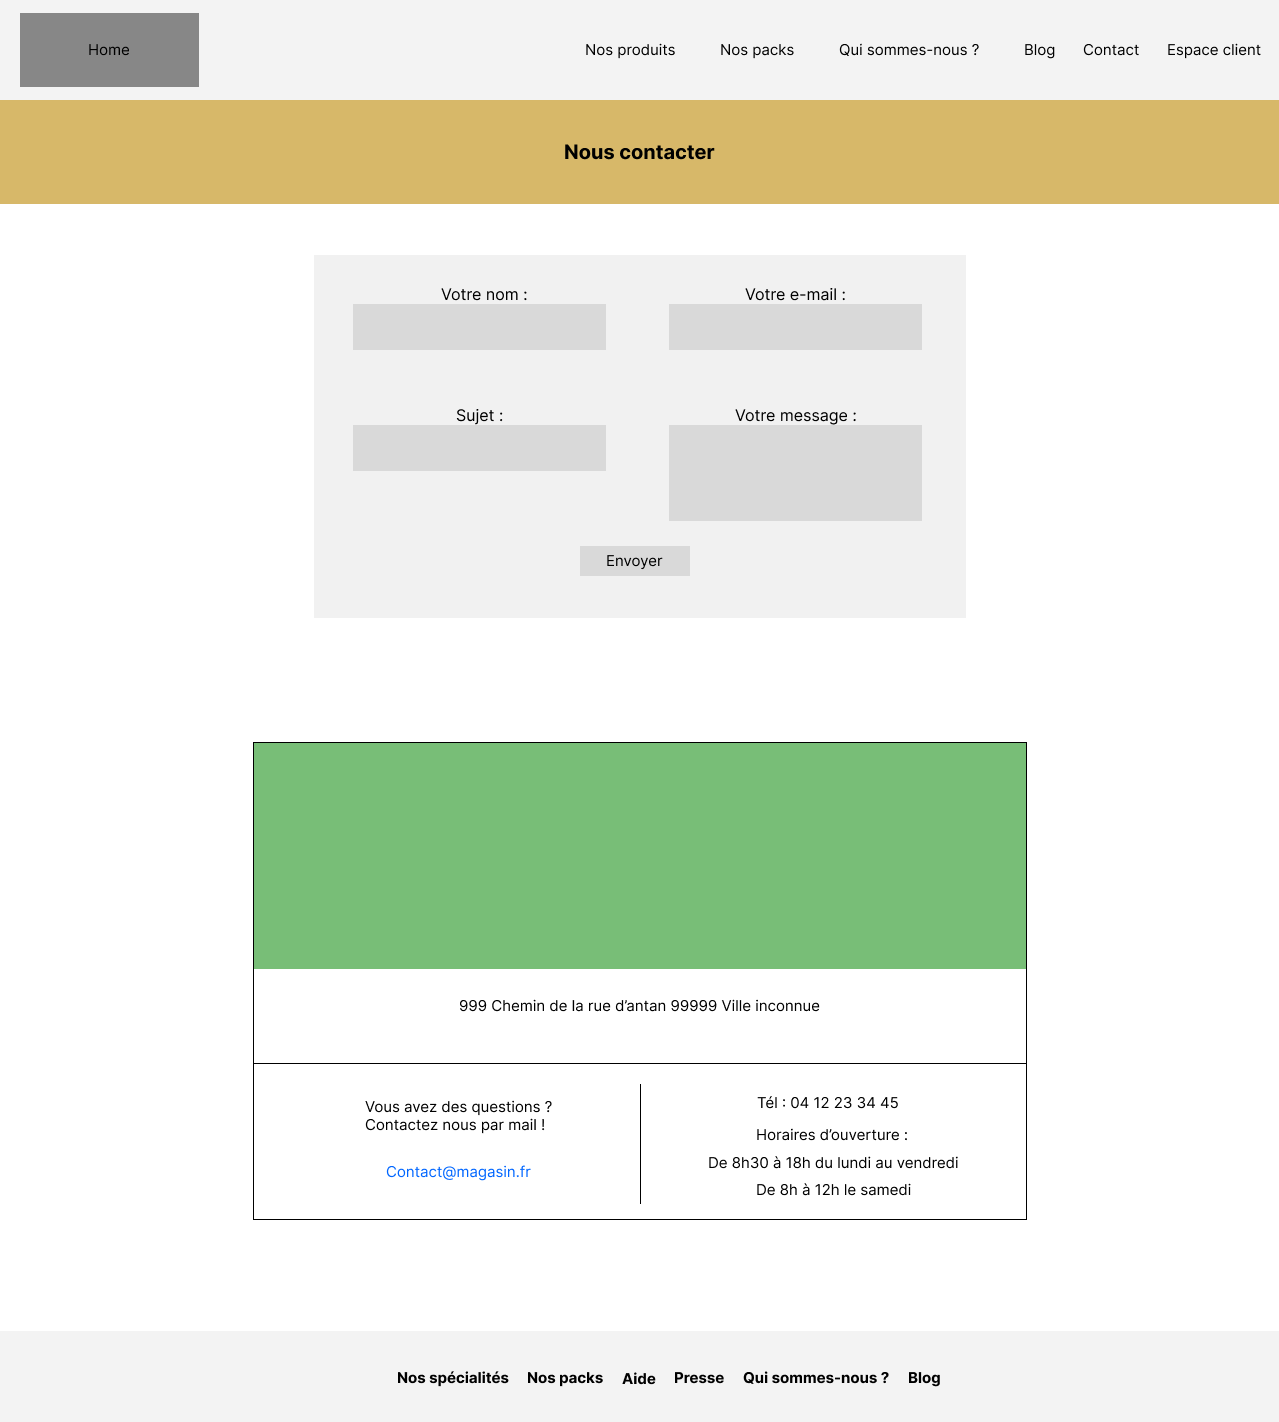 Home
Nos produits
Nos packs
Qui sommes-nous ?
Blog
Contact
Espace client
Nous contacter
Votre nom :
Votre e-mail :
Sujet :
Votre message :
Envoyer
999 Chemin de la rue d’antan 99999 Ville inconnue
Vous avez des questions ?
Contactez nous par mail !
Contact@magasin.fr
Tél : 04 12 23 34 45
Horaires d’ouverture :
De 8h30 à 18h du lundi au vendredi
De 8h à 12h le samedi
Nos spécialités
Nos packs
Aide
Presse
Qui sommes-nous ?
Blog